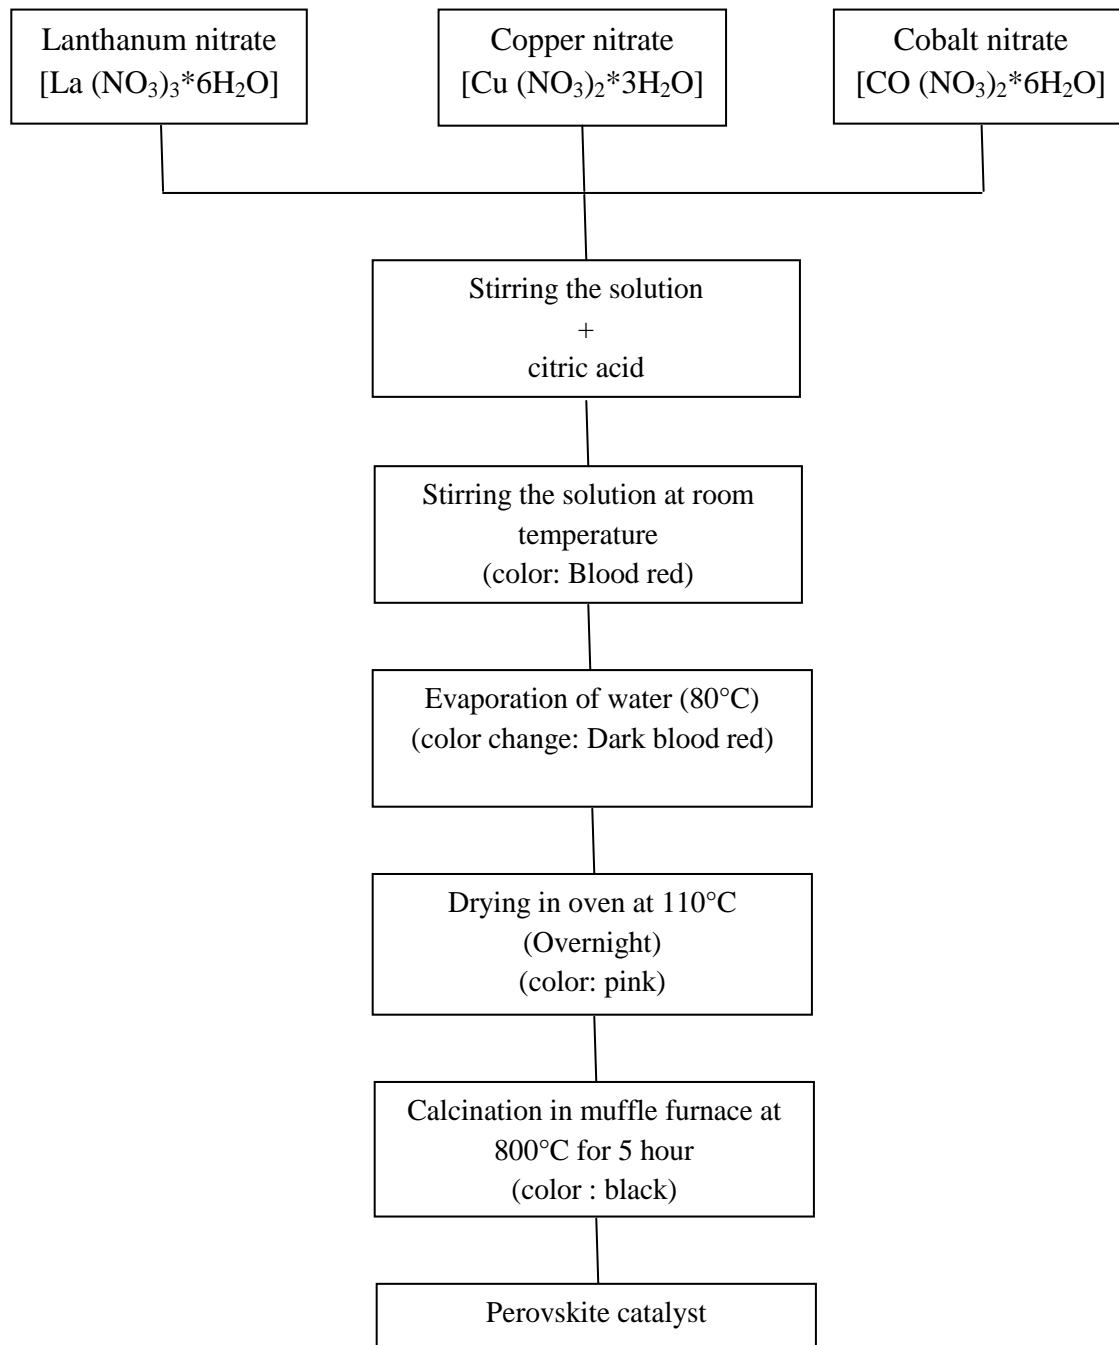 Lanthanum nitrate
[La (NO₃)₃*6H₂O]
Copper nitrate
[Cu (NO₃)₂*3H₂O]
Cobalt nitrate
[CO (NO₃)₂*6H₂O]
Stirring the solution
+
citric acid
Stirring the solution at room
temperature
(color: Blood red)
Evaporation of water (80°C)
(color change: Dark blood red)
Drying in oven at 110°C
(Overnight)
(color: pink)
Calcination in muffle furnace at
800°C for 5 hour
(color : black)
Perovskite catalyst